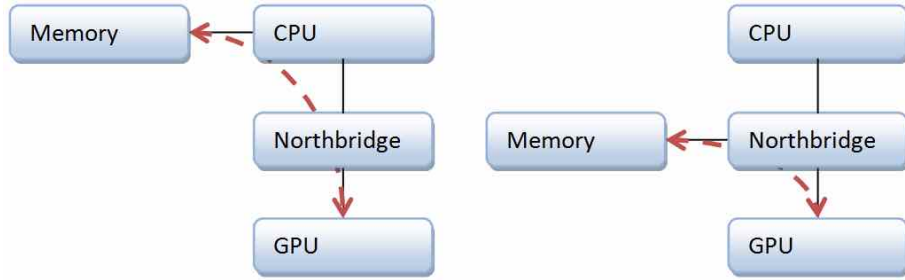 Memory
CPU
Northbridge
GPU
CPU
Memory
Northbridge
GPU